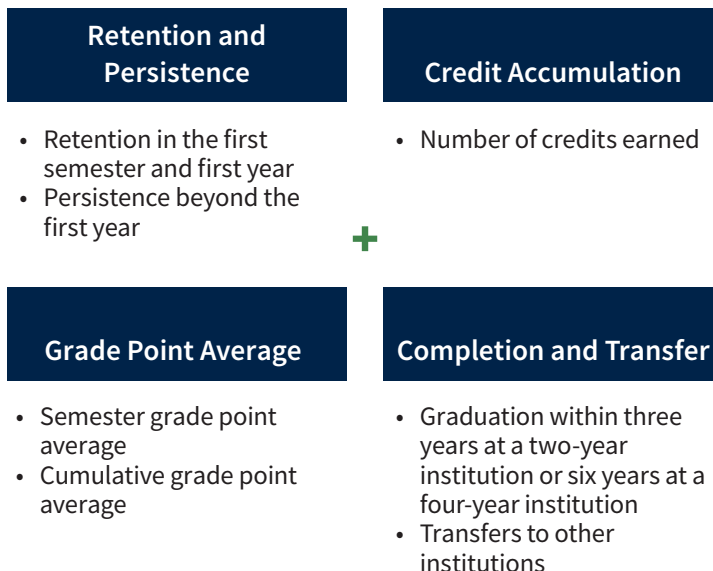 Retention and
Persistence
• Retention in the first
semester and first year
• Persistence beyond the
first year
Credit Accumulation
• Number of credits earned
+
Grade Point Average
• Semester grade point
average
• Cumulative grade point
average
Completion and Transfer
• Graduation within three
years at a two-year
institution or six years at a
four-year institution
• Transfers to other
institutions